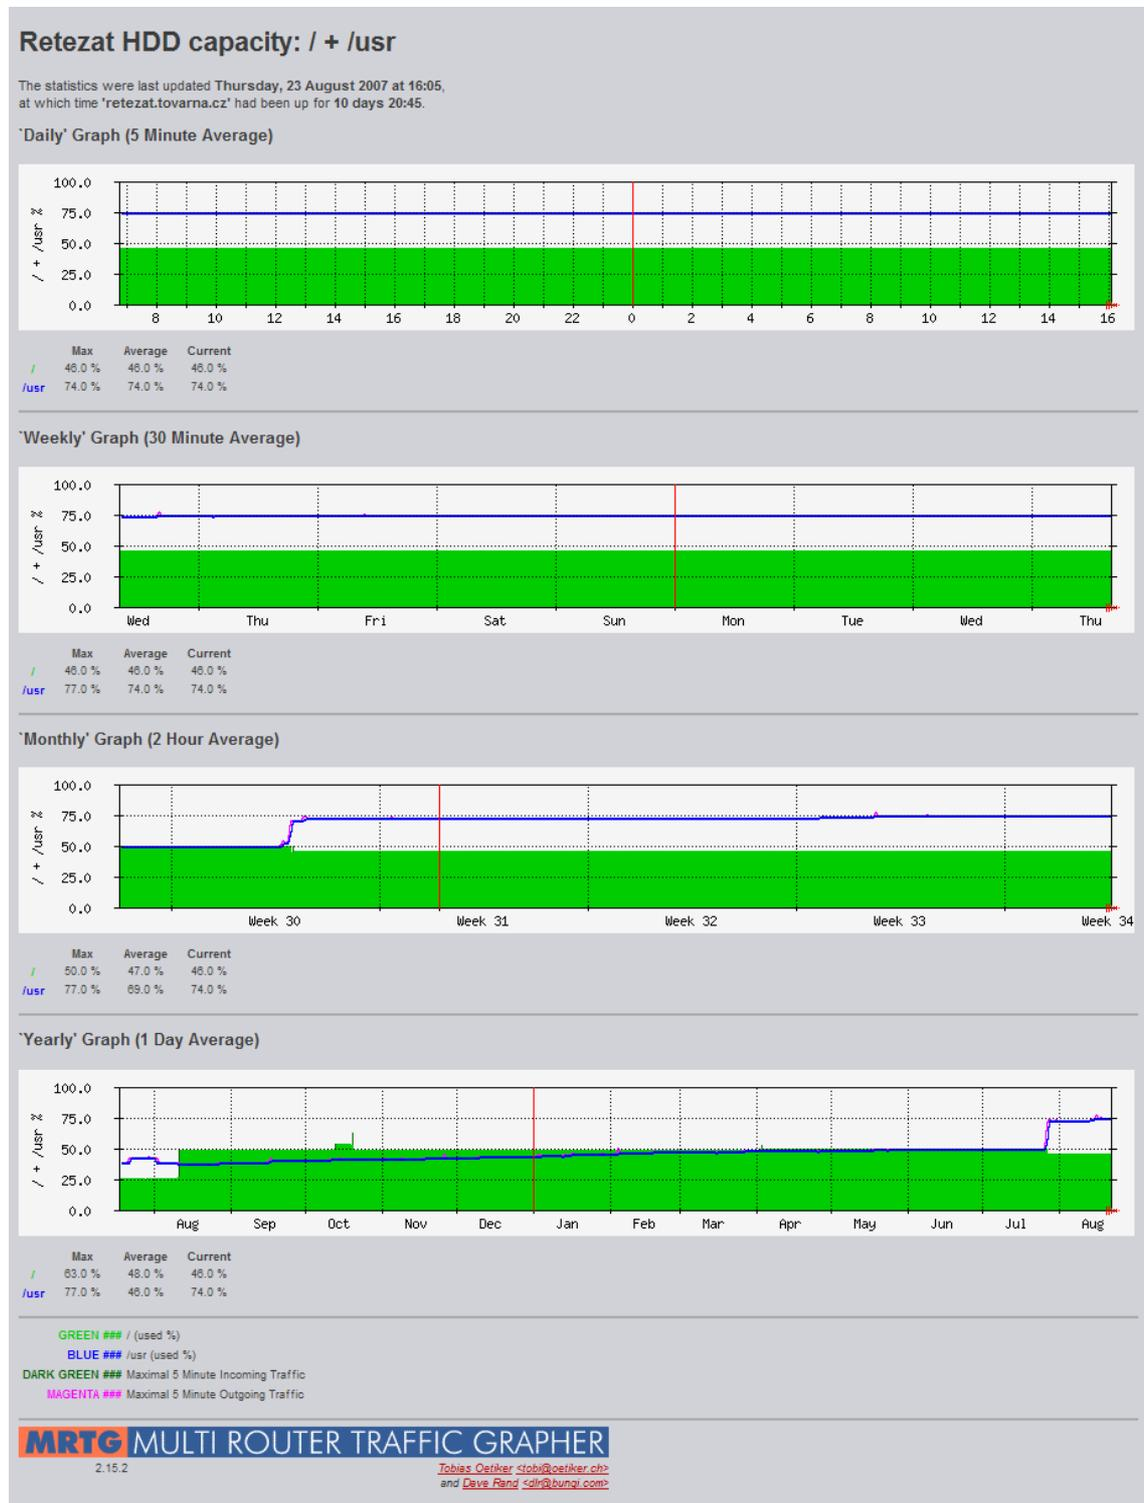 Retezat HDD capacity: / + /usr
The statistics were last updated Thursday, 23 August 2007 at 16:05,
at which time 'retezat.tovarna.cz' had been up for 10 days 20:45.
`Daily' Graph (5 Minute Average)
/ + /usr %
100.0
75.0
50.0
25.0
0.0
8 10 12 14 16 18 20 22 0 2 4 6 8 10 12 14 16
Max Average Current
/ 46.0 % 46.0 % 46.0 %
/usr 74.0 % 74.0 % 74.0 %
`Weekly' Graph (30 Minute Average)
/ + /usr %
100.0
75.0
50.0
25.0
0.0
Wed Thu Fri Sat Sun Mon Tue Wed Thu
Max Average Current
/ 46.0 % 46.0 % 46.0 %
/usr 77.0 % 74.0 % 74.0 %
`Monthly' Graph (2 Hour Average)
/ + /usr %
100.0
75.0
50.0
25.0
0.0
Week 30 Week 31 Week 32 Week 33 Week 34
Max Average Current
/ 50.0 % 47.0 % 46.0 %
/usr 77.0 % 69.0 % 74.0 %
`Yearly' Graph (1 Day Average)
/ + /usr %
100.0
75.0
50.0
25.0
0.0
Aug Sep Oct Nov Dec Jan Feb Mar Apr May Jun Jul Aug
Max Average Current
/ 63.0 % 48.0 % 46.0 %
/usr 77.0 % 46.0 % 74.0 %
GREEN ### / (used %)
BLUE ### /usr (used %)
DARK GREEN ### Maximal 5 Minute Incoming Traffic
MAGENTA ### Maximal 5 Minute Outgoing Traffic
MRTG MULTI ROUTER TRAFFIC GRAPHER
2.15.2 Tobias Oetiker <tobi@oetiker.ch>
and Dave Rand <dlr@bungi.com>